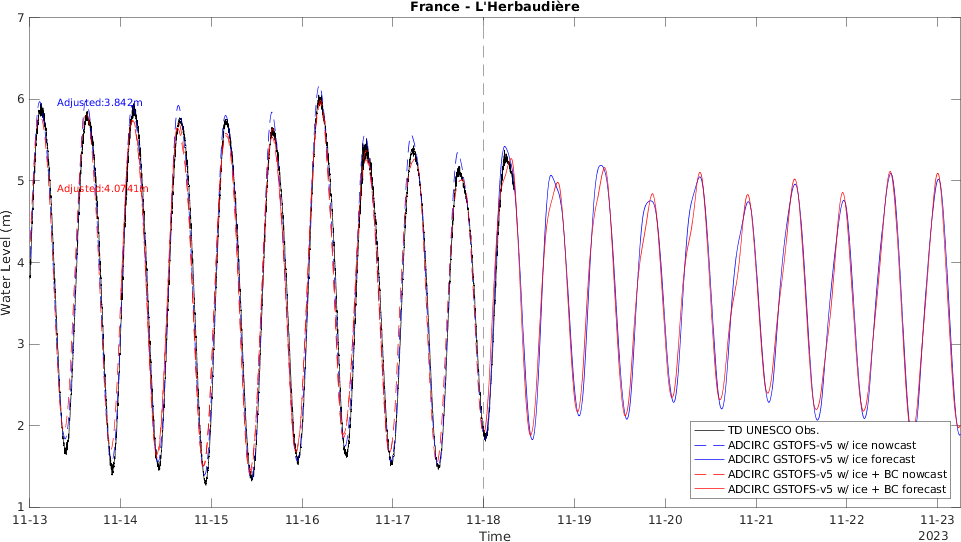 France - L'Herbaudière
7
6
5
4
3
2
1
Water Level (m)
Adjusted:3.842m
Adjusted:4.0741m
TD UNESCO Obs.
ADCIRC GSTOFS-v5 w/ ice nowcast
ADCIRC GSTOFS-v5 w/ ice forecast
ADCIRC GSTOFS-v5 w/ ice + BC nowcast
ADCIRC GSTOFS-v5 w/ ice + BC forecast
11-13 11-14 11-15 11-16 11-17 11-18 11-19 11-20 11-21 11-22 11-23
Time
2023